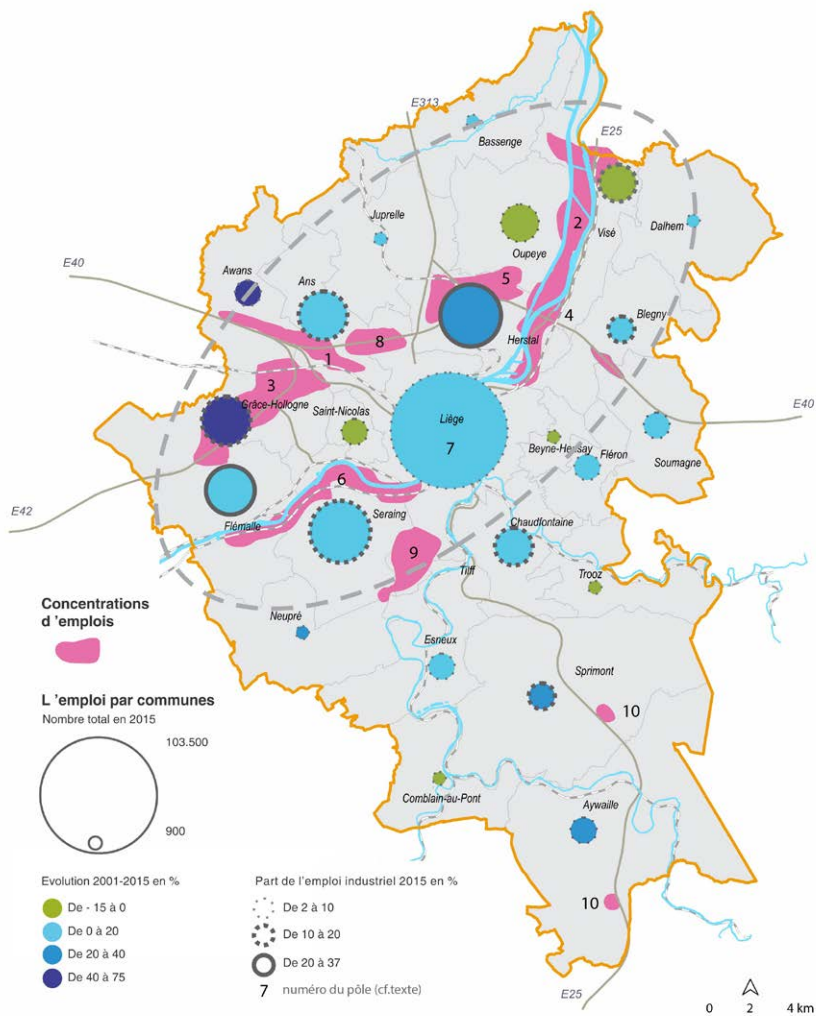 E313
E25
Bassenge
Juprelle
2
Visé
Dalhem
Oupeye
E40
Awans
Ans
5
4
Blegny
8
Herstal
1
3
Grâce-Hollogne
Saint-Nicolas
Liège
7
Beyne-Heusay
Fléron
Soumagne
E40
E42
6
Flémalle
Seraing
Chaudfontaine
9
Tilff
Trooz
Concentrations
d 'emplois
Neupré
Esneux
Sprimont
10
L 'emploi par communes
Nombre total en 2015
103.500
900
Comblain-au-Pont
Aywaille
10
E25
Evolution 2001-2015 en %
De - 15 à 0
De 0 à 20
De 20 à 40
De 40 à 75
Part de l'emploi industriel 2015 en %
De 2 à 10
De 10 à 20
De 20 à 37
7 numéro du pôle (cf.texte)
0 2 4 km